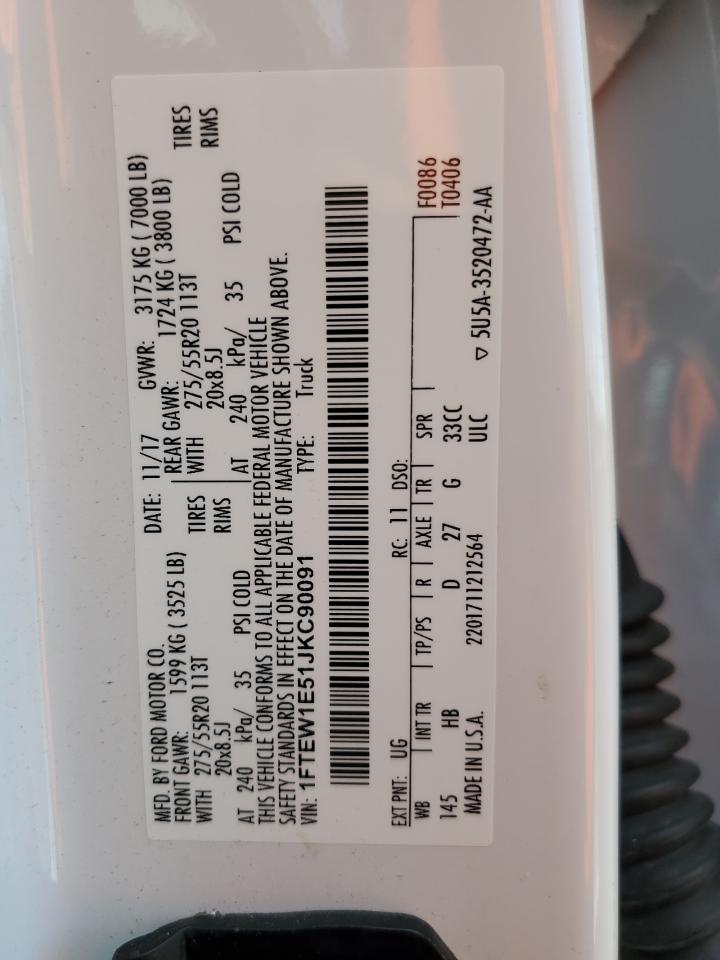 MFD. BY FORD MOTOR CO. DATE: 11/17 GVWR: 3175 KG ( 7000 LB)
FRONT GAWR: 1599 KG ( 3525 LB) REAR GAWR: 1724 KG ( 3800 LB)
WITH 275/55R20 113T TIRES WITH 275/55R20 113T TIRES
20x8.5J RIMS 20x8.5J RIMS
AT 240 kPa/ 35 PSI COLD AT 240 kPa/ 35 PSI COLD
THIS VEHICLE CONFORMS TO ALL APPLICABLE FEDERAL MOTOR VEHICLE
SAFETY STANDARDS IN EFFECT ON THE DATE OF MANUFACTURE SHOWN ABOVE.
VIN: 1FTEW1E51JKC90091 TYPE: Truck
EXT PNT: UG RC: 11 DSO:
WB INT TR TP/PS R AXLE TR SPR F0086
145 HB D 27 G 33CC T0406
MADE IN U.S.A. 2201711212564 ULC ▽ 5U5A-3520472-AA